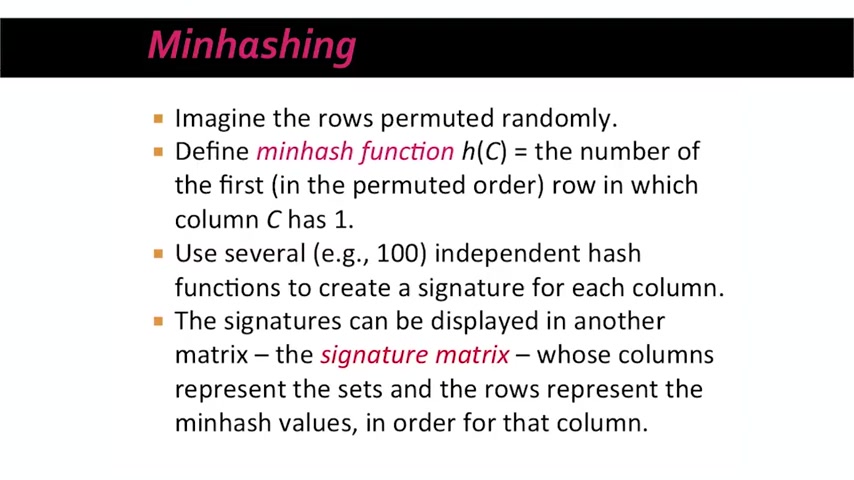 Minhashing
Imagine the rows permuted randomly.
Define minhash function h(C) = the number of
the first (in the permuted order) row in which
column C has 1.
Use several (e.g., 100) independent hash
functions to create a signature for each column.
The signatures can be displayed in another
matrix – the signature matrix – whose columns
represent the sets and the rows represent the
minhash values, in order for that column.